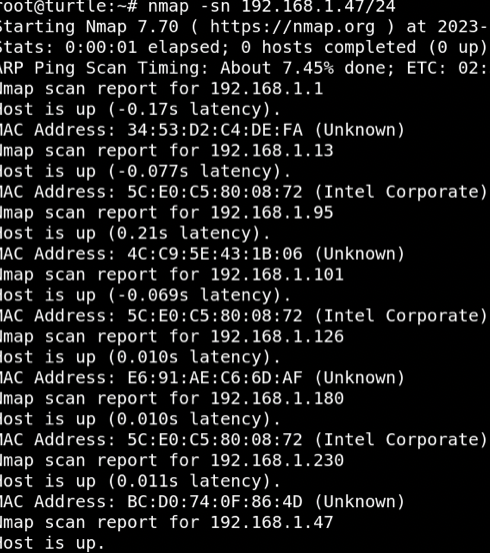 root@turtle:~# nmap -sn 192.168.1.47/24
Starting Nmap 7.70 ( https://nmap.org ) at 2023-
Stats: 0:00:01 elapsed; 0 hosts completed (0 up)
ARP Ping Scan Timing: About 7.45% done; ETC: 02:
Nmap scan report for 192.168.1.1
Host is up (-0.17s latency).
MAC Address: 34:53:D2:C4:DE:FA (Unknown)
Nmap scan report for 192.168.1.13
Host is up (-0.077s latency).
MAC Address: 5C:E0:C5:80:08:72 (Intel Corporate)
Nmap scan report for 192.168.1.95
Host is up (0.21s latency).
MAC Address: 4C:C9:5E:43:1B:06 (Unknown)
Nmap scan report for 192.168.1.101
Host is up (-0.069s latency).
MAC Address: 5C:E0:C5:80:08:72 (Intel Corporate)
Nmap scan report for 192.168.1.126
Host is up (0.010s latency).
MAC Address: E6:91:AE:C6:6D:AF (Unknown)
Nmap scan report for 192.168.1.180
Host is up (0.010s latency).
MAC Address: 5C:E0:C5:80:08:72 (Intel Corporate)
Nmap scan report for 192.168.1.230
Host is up (0.011s latency).
MAC Address: BC:D0:74:0F:86:4D (Unknown)
Nmap scan report for 192.168.1.47
Host is up.